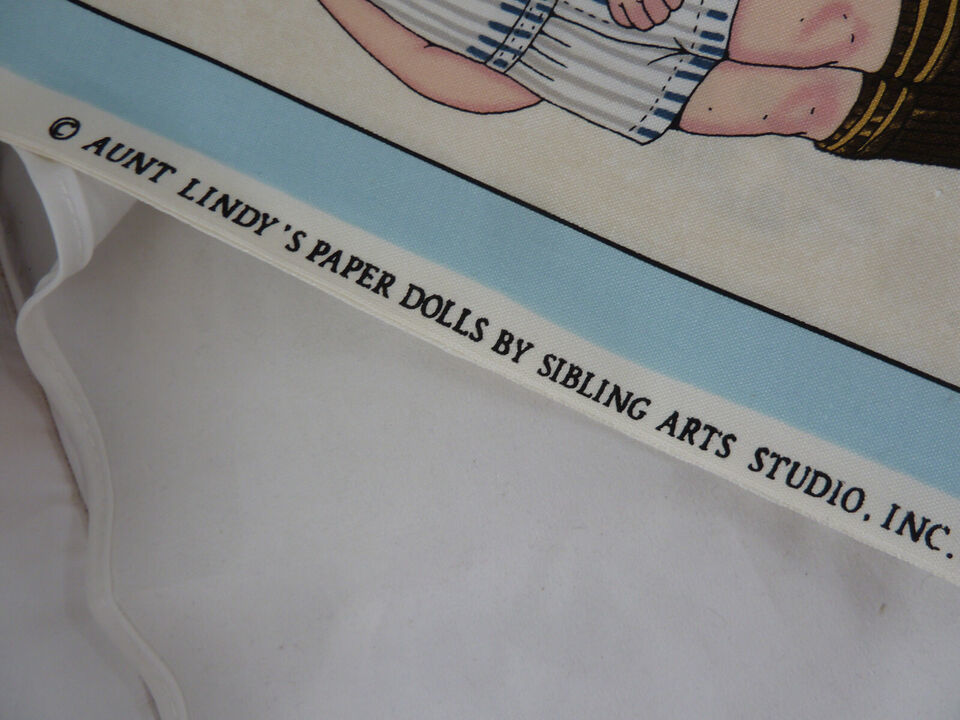 © AUNT LINDY'S PAPER DOLLS BY SIBLING ARTS STUDIO, INC.